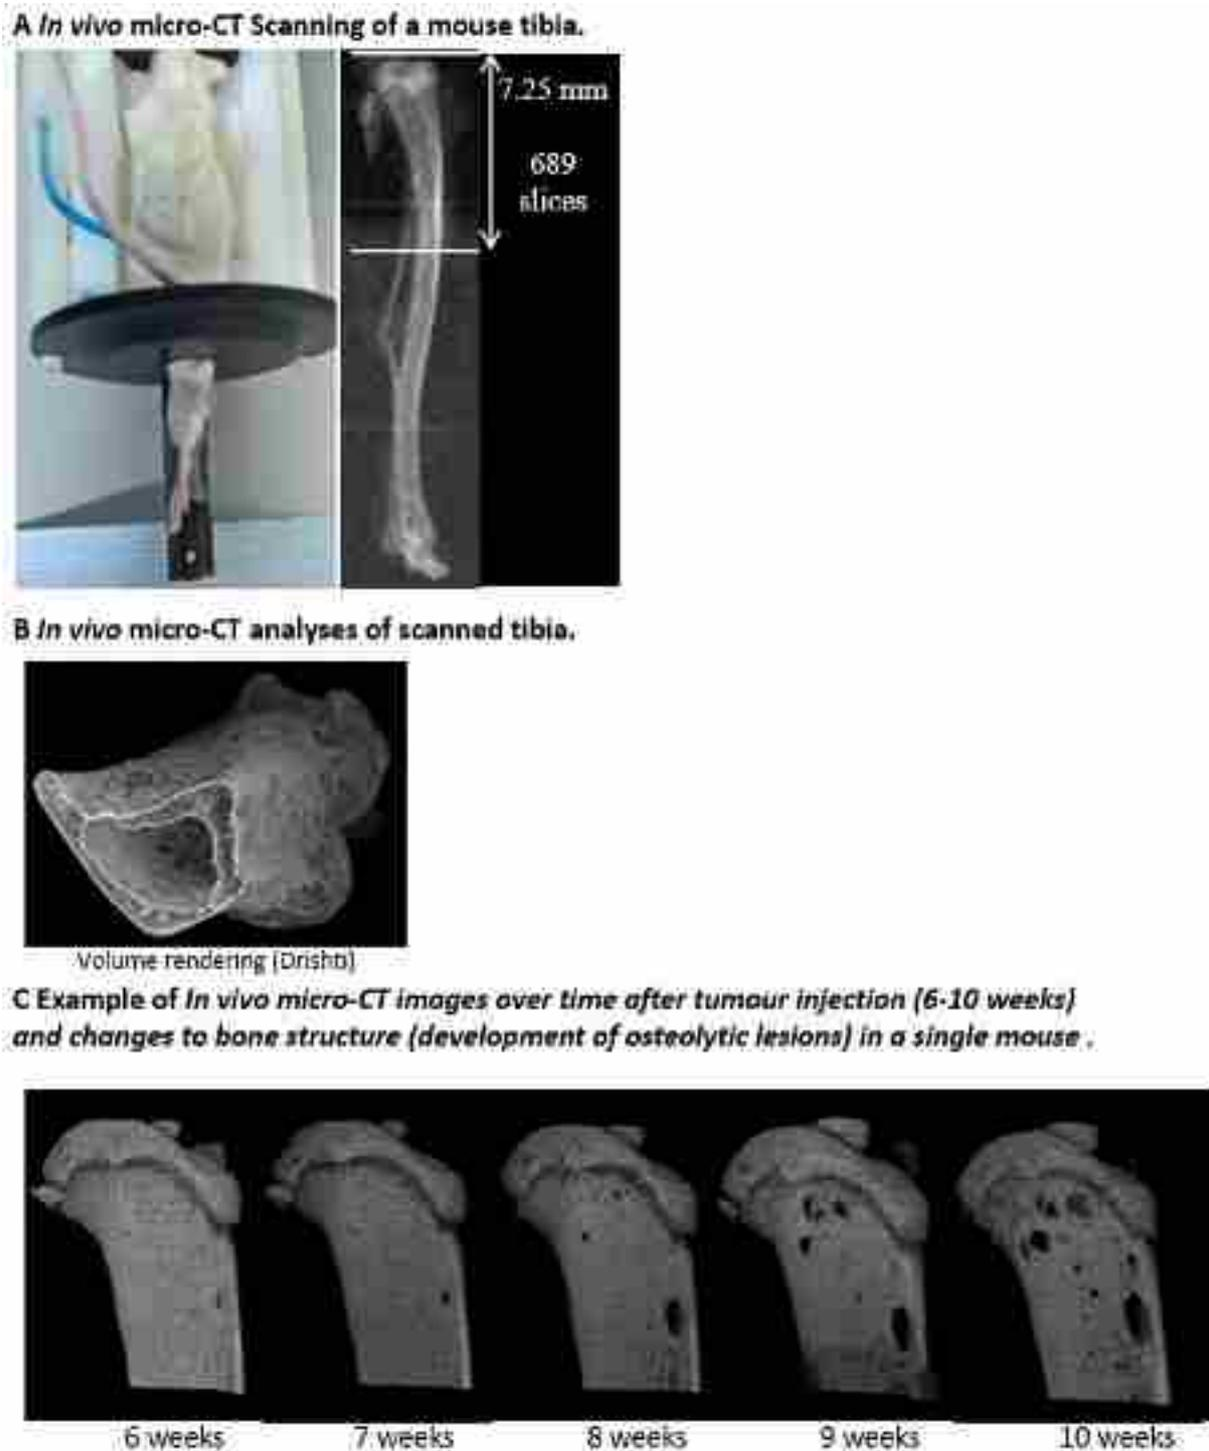 A In vivo micro-CT Scanning of a mouse tibia.
7.25 mm
689
slices
B In vivo micro-CT analyses of scanned tibia.
Volume rendering (Drishti)
C Example of In vivo micro-CT images over time after tumour injection (6-10 weeks)
and changes to bone structure (development of osteolytic lesions) in a single mouse .
6 weeks
7 weeks
8 weeks
9 weeks
10 weeks